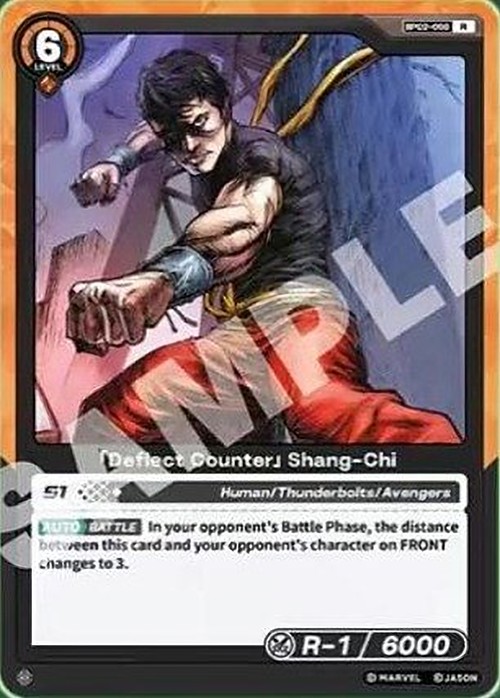 BP02-098 R
6
LEVEL
SAMPLE
「Deflect Counter」 Shang-Chi
S1
Human/Thunderbolts/Avengers
AUTO BATTLE In your opponent's Battle Phase, the distance
between this card and your opponent's character on FRONT
changes to 3.
R-1 / 6000
© MARVEL ©JASON